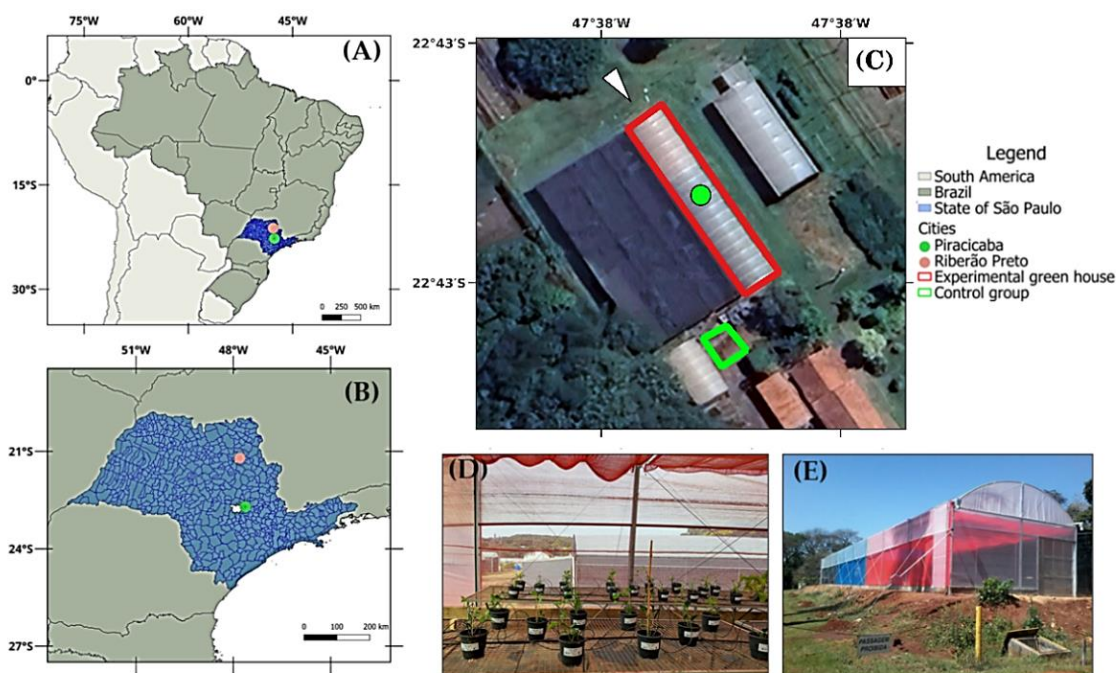 75°W 60°W 45°W
(A)
0°
15°S
30°S
0 250 500 km
51°W 48°W 45°W
(B)
21°S
24°S
27°S
0 100 200 km
47°38'W 47°38'W
22°43'S
(C)
22°43'S
Legend
South America
Brazil
State of São Paulo
Cities
Piracicaba
Riberão Preto
Experimental green house
Control group
(D)
(E)
PASSAGEM
PROIBIDA